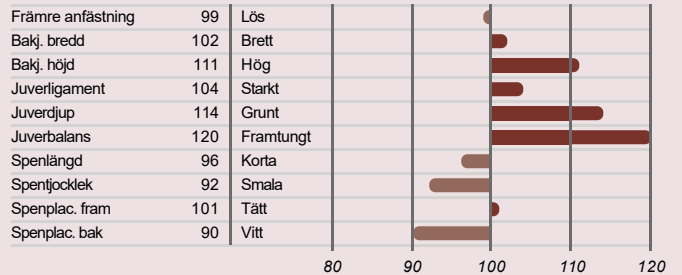 Främre anfästning 99 Lös
Bakj. bredd 102 Brett
Bakj. höjd 111 Hög
Juverligament 104 Starkt
Juverdjup 114 Grunt
Juverbalans 120 Framtungt
Spenlängd 96 Korta
Spentjocklek 92 Smala
Spenplac. fram 101 Tätt
Spenplac. bak 90 Vitt
80 90 100 110 120